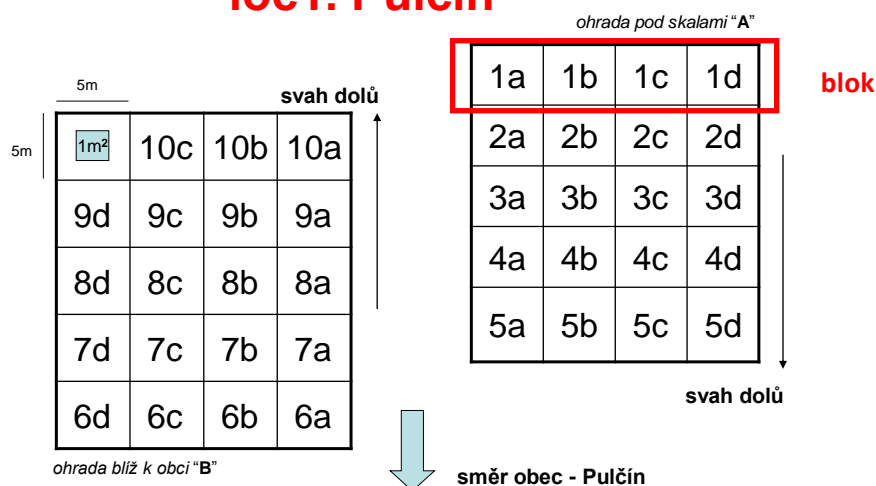 loc1: Pulčín
ohrada pod skalami “A”
1a 1b 1c 1d
blok
2a 2b 2c 2d
3a 3b 3c 3d
4a 4b 4c 4d
5a 5b 5c 5d
svah dolů
5m
svah dolů
5m
1m² 10c 10b 10a
9d 9c 9b 9a
8d 8c 8b 8a
7d 7c 7b 7a
6d 6c 6b 6a
ohrada blíž k obci “B”
směr obec - Pulčín